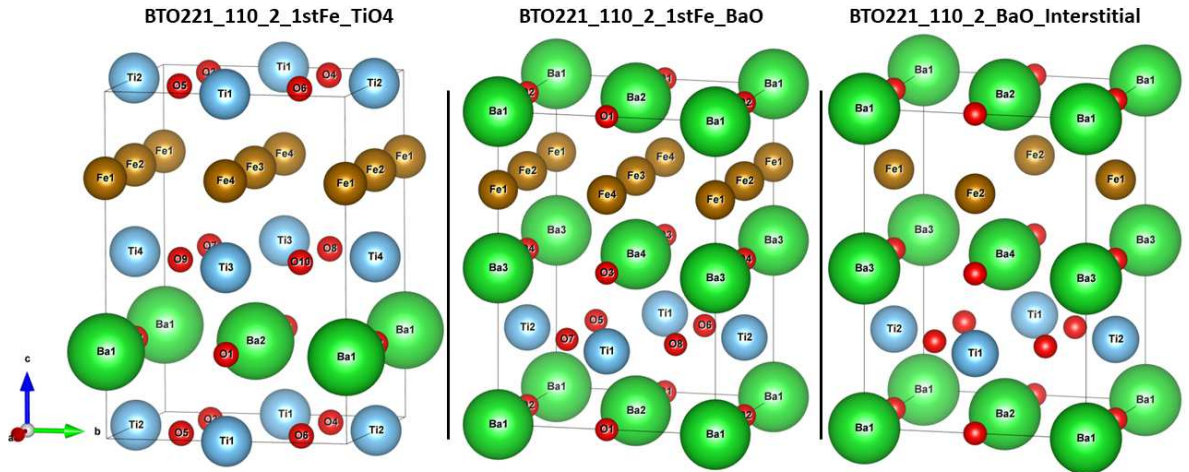 BTO221_110_2_1stFe_TiO4
BTO221_110_2_1stFe_BaO
BTO221_110_2_BaO_Interstitial
Ti2
Ti1
O4
O5
Ti1
O6
Ti2
Fe1
Fe2
Fe1
Fe4
Fe3
Fe4
Fe1
Fe2
Fe1
Ti4
Ti3
O8
O9
Ti3
O10
Ti4
Ba1
Ba1
Ba1
O1
Ba2
Ba1
Ti2
Ti1
O4
O5
Ti1
O6
Ti2
c
a
b
Ba1
Ba1
Ba1
Ba2
O1
Ba1
Fe1
Fe2
Fe1
Fe4
Fe3
Fe4
Fe1
Fe2
Fe1
Ba3
Ba3
Ba3
O3
Ba4
Ba3
Ti2
O5
Ti1
O6
Ti2
O7
Ti1
O8
Ba1
Ba1
Ba1
O1
Ba2
Ba1
Ba1
Ba1
Ba1
Ba2
Ba1
Fe1
Fe2
Fe1
Fe2
Ba3
Ba3
Ba3
Ba4
Ba3
Ti2
Ti1
Ti2
Ti1
Ba1
Ba1
Ba1
Ba2
Ba1